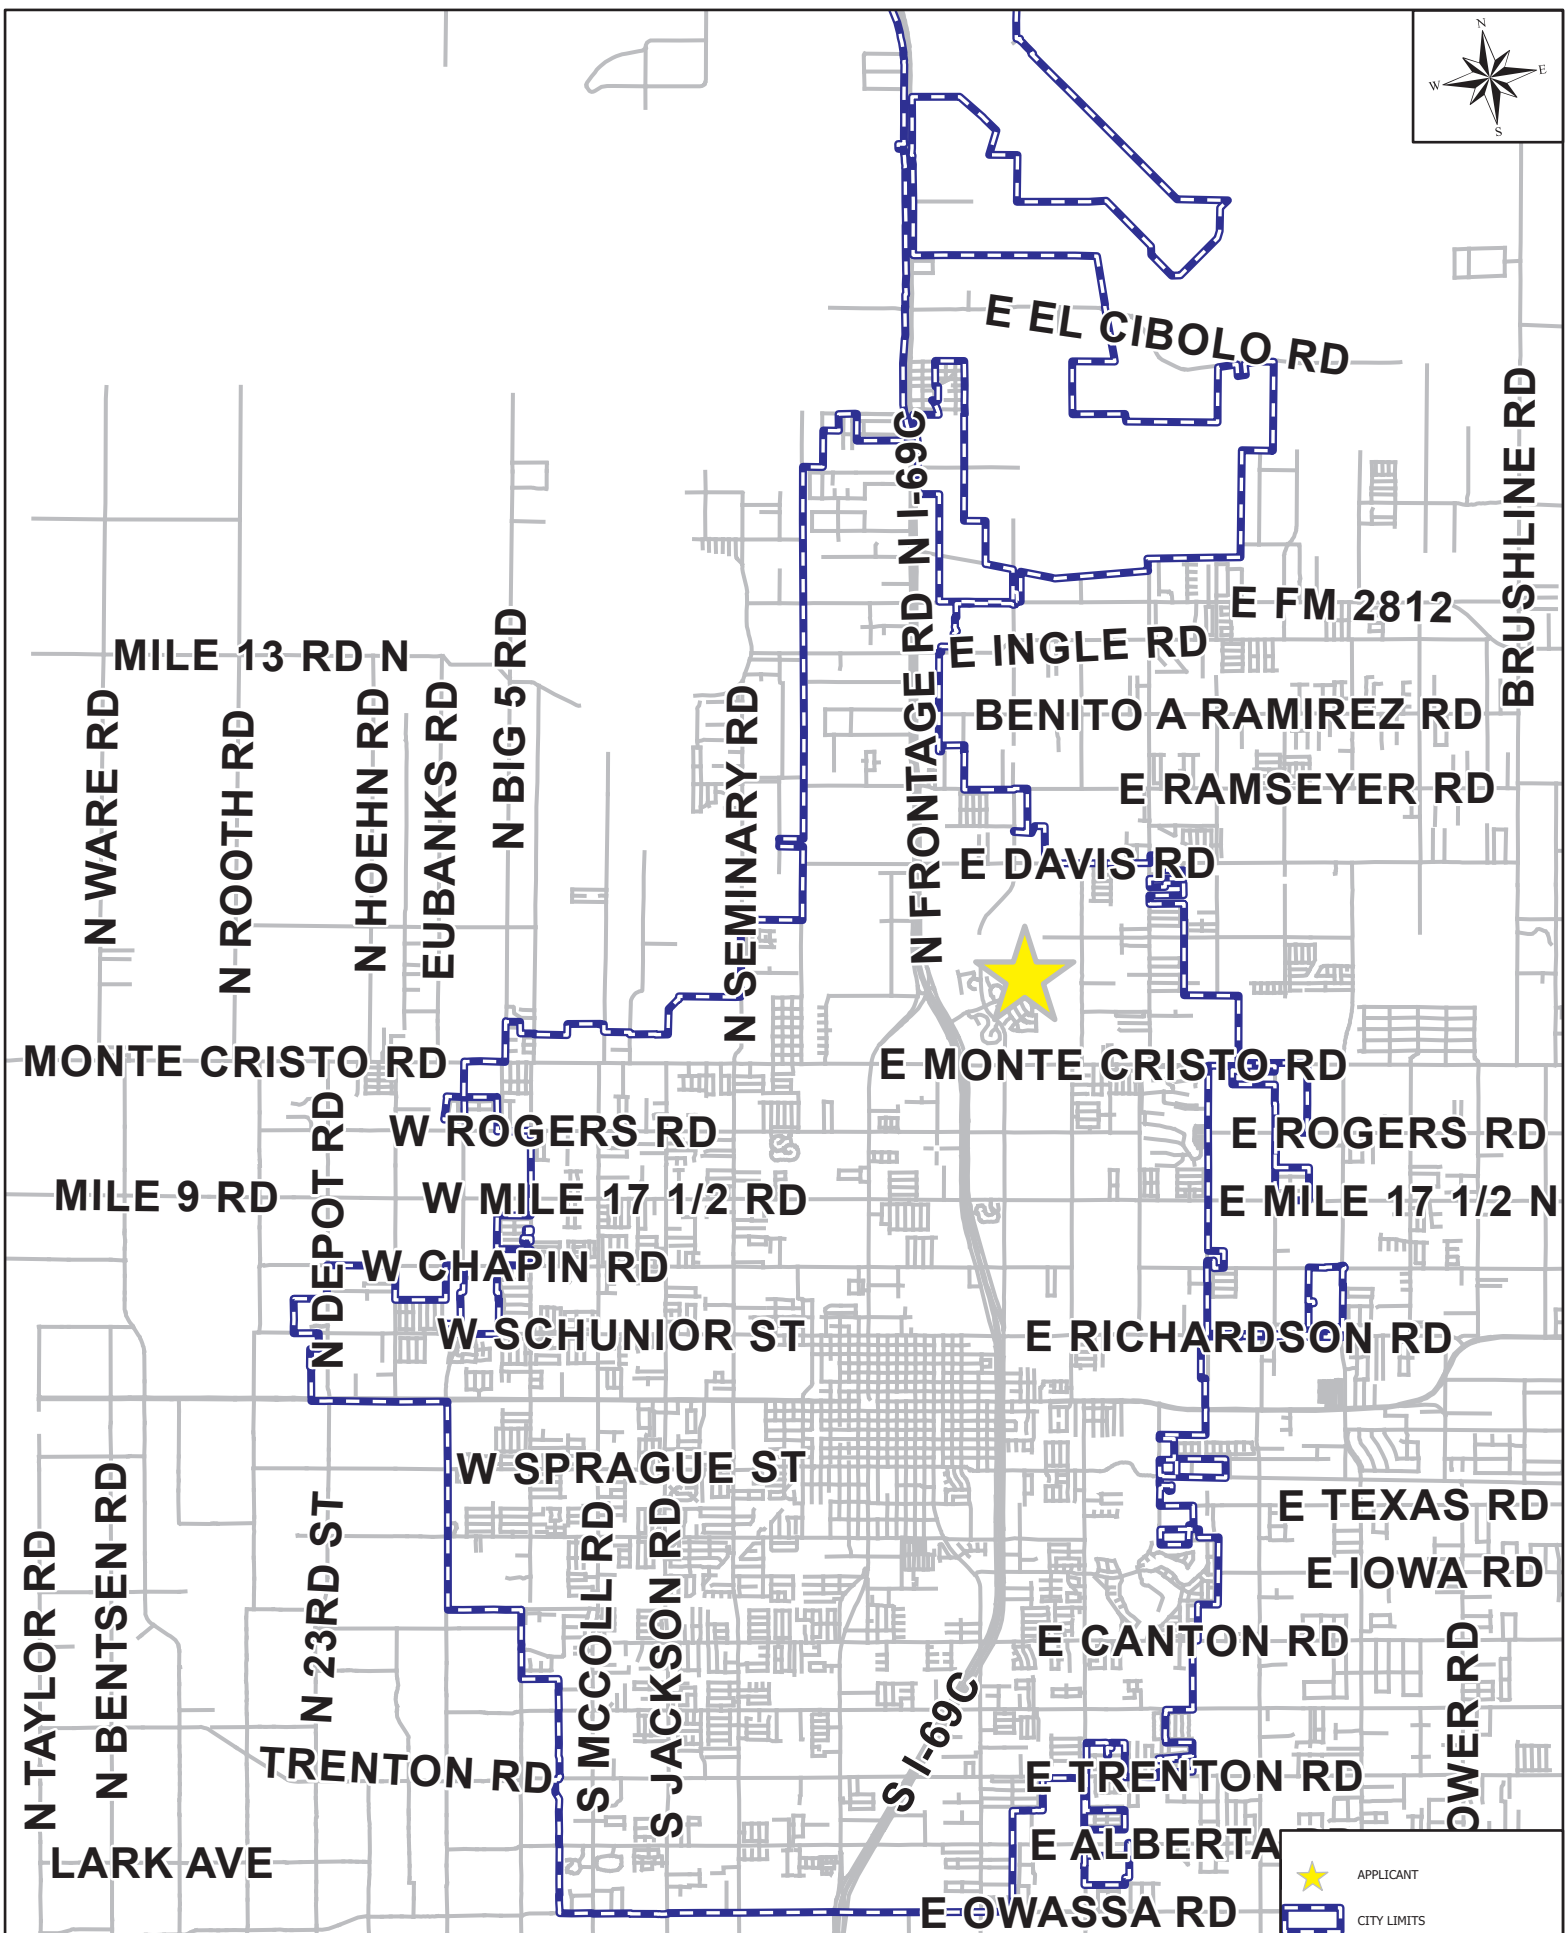 N
W
E
S
E EL CIBOLO RD
BRUSHLINE RD
N I-69C
E FM 2812
E INGLE RD
MILE 13 RD N
BENITO A RAMIREZ RD
N FRONTAGE RD
E RAMSEYER RD
E DAVIS RD
N WARE RD
N ROOTH RD
N HOEHN RD
EUBANKS RD
N BIG 5 RD
N SEMINARY RD
MONTE CRISTO RD
E MONTE CRISTO RD
W ROGERS RD
E ROGERS RD
MILE 9 RD
N DEPOT RD
W MILE 17 1/2 RD
E MILE 17 1/2 N
W CHAPIN RD
W SCHUNIOR ST
E RICHARDSON RD
W SPRAGUE ST
E TEXAS RD
E IOWA RD
N TAYLOR RD
N BENTSEN RD
N 23RD ST
S MCCOLL RD
S JACKSON RD
E CANTON RD
S I-69C
OWER RD
TRENTON RD
E TRENTON RD
E ALBERTA
LARK AVE
E OWASSA RD
APPLICANT
CITY LIMITS